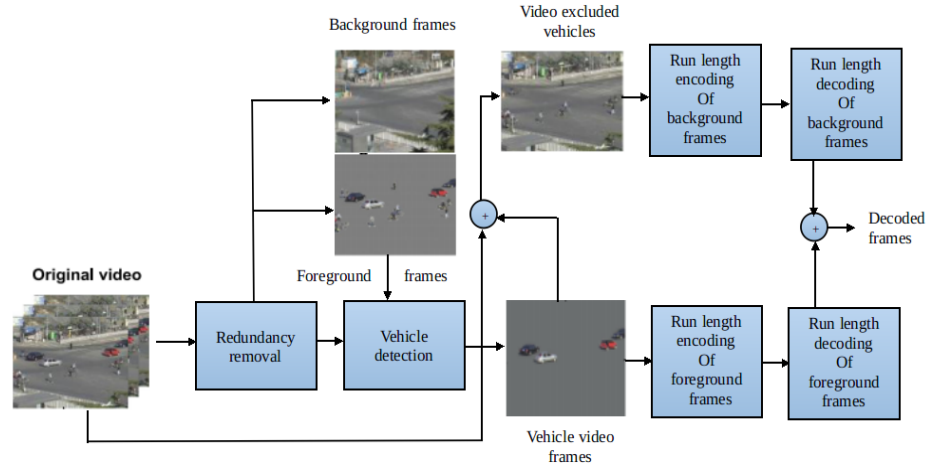 Background frames
Video excluded
vehicles
Run length
encoding
Of
background
frames
Run length
decoding
Of
background
frames
+
+
Decoded
frames
Foreground frames
Original video
Redundancy
removal
Vehicle
detection
Run length
encoding
Of
foreground
frames
Run length
decoding
Of
foreground
frames
Vehicle video
frames